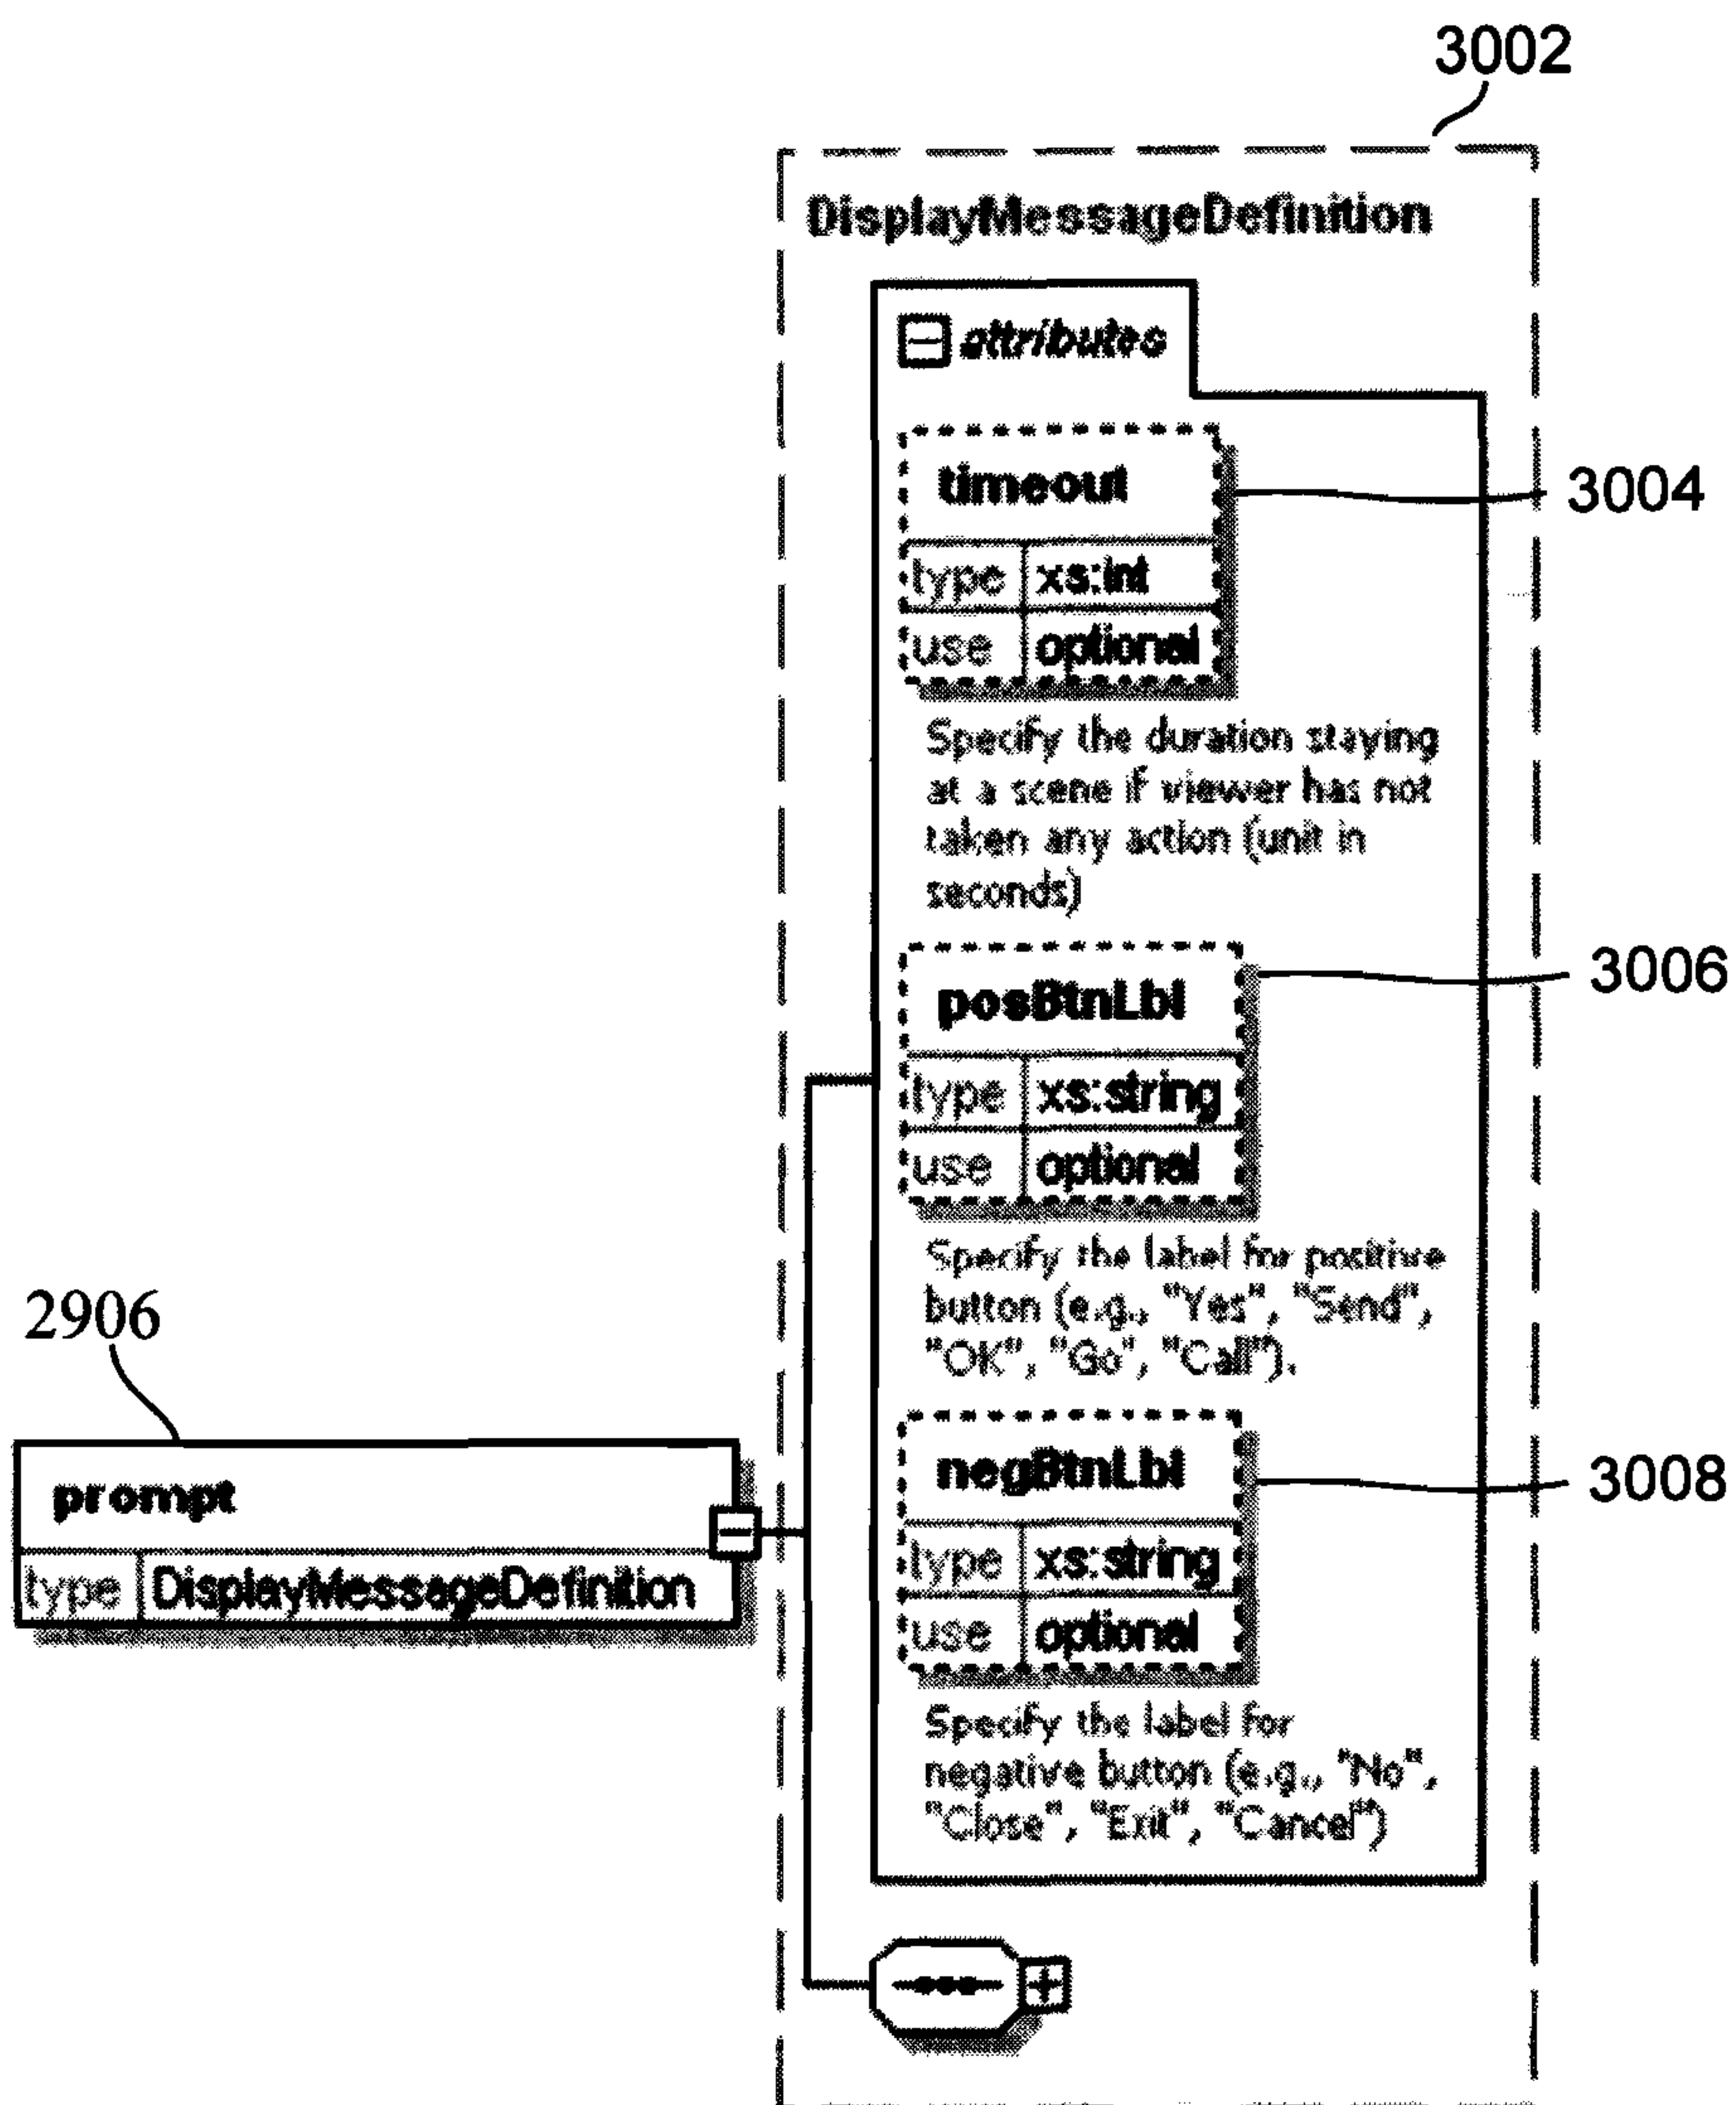 3002
DisplayMessageDefinition
attributes
timeout
3004
type xs:int
use optional
Specify the duration staying
at a scene if viewer has not
taken any action (unit in
seconds)
posBtnLbl
3006
type xs:string
use optional
Specify the label for positive
button (e.g., "Yes", "Send",
"OK", "Go", "Call").
negBtnLbl
3008
type xs:string
use optional
Specify the label for
negative button (e.g., "No",
"Close", "Exit", "Cancel")
2906
prompt
type DisplayMessageDefinition